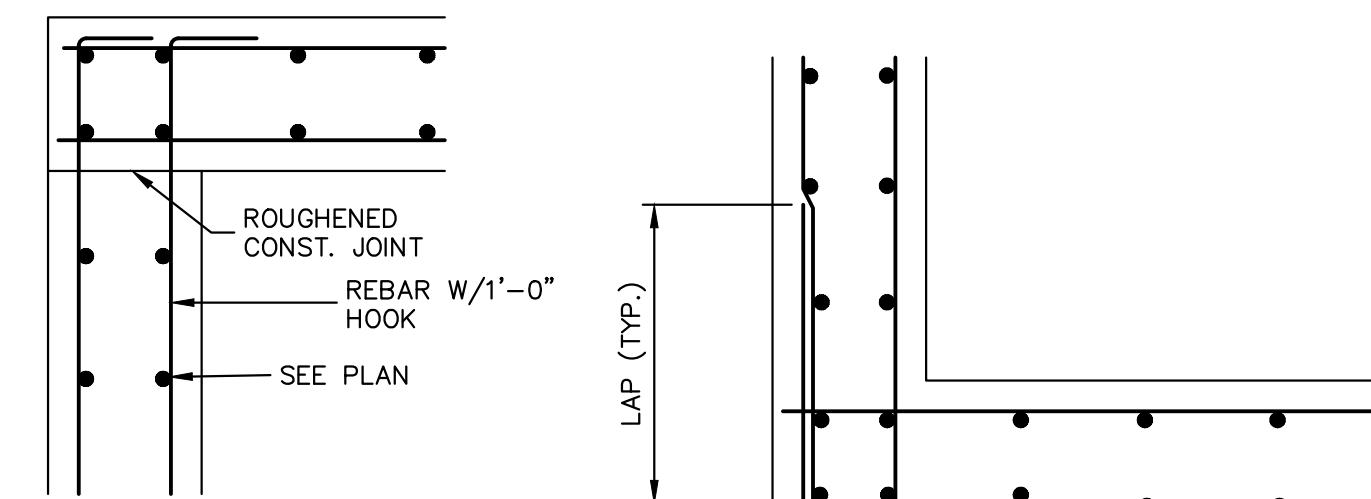 ROUGHENED
CONST. JOINT
REBAR W/1'-0"
HOOK
SEE PLAN
LAP (TYP.)